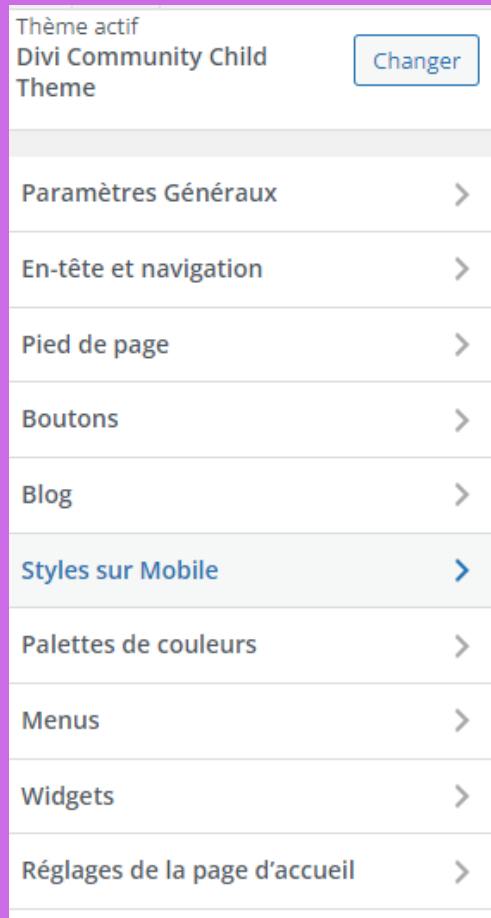 Thème actif
Divi Community Child
Theme
Changer
Paramètres Généraux
En-tête et navigation
Pied de page
Boutons
Blog
Styles sur Mobile
Palettes de couleurs
Menus
Widgets
Réglages de la page d’accueil